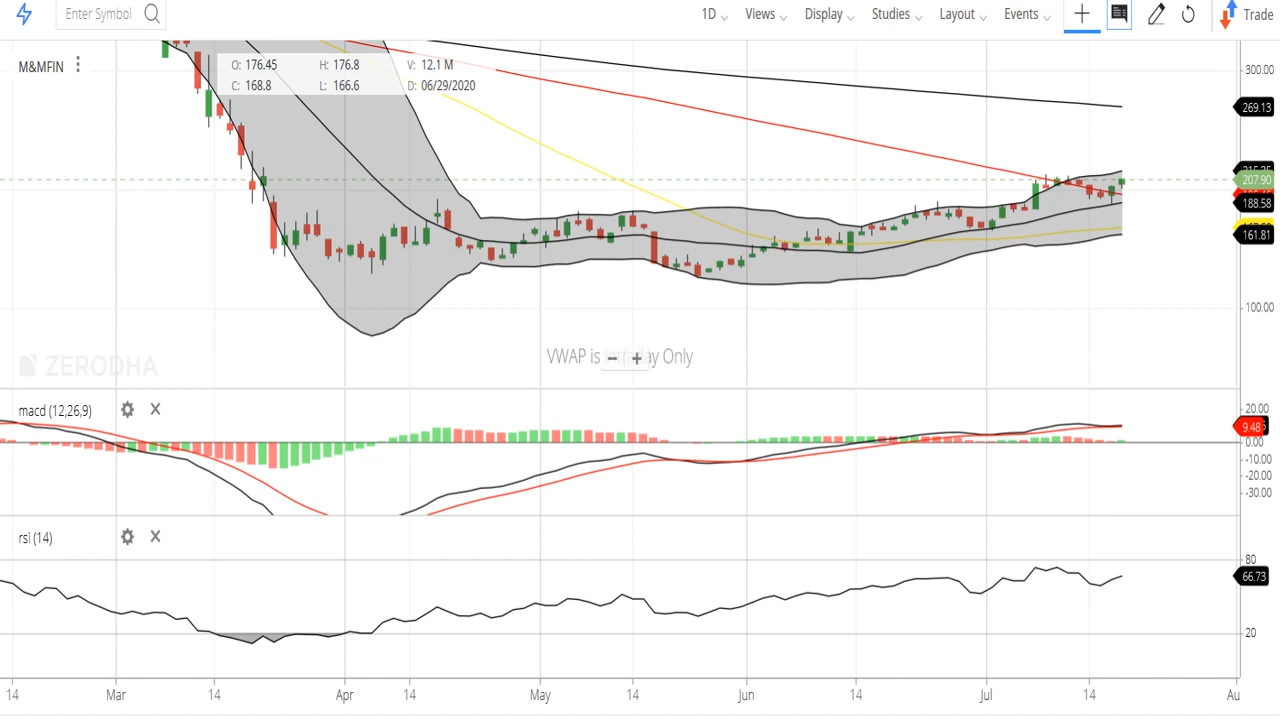 Enter Symbol 1D Views Display Studies Layout Events Trade
M&MFIN
O: 176.45 H: 176.8 V: 12.1 M
C: 168.8 L: 166.6 D: 06/29/2020
300.00
269.13
207.90
188.58
161.81
100.00
ZERODHA
VWAP is Only
macd (12,26,9)
20.00
9.48
0.00
-10.00
-20.00
-30.00
rsi (14)
80
66.73
20
14 Mar 14 Apr 14 May 14 Jun 14 Jul 14 Au